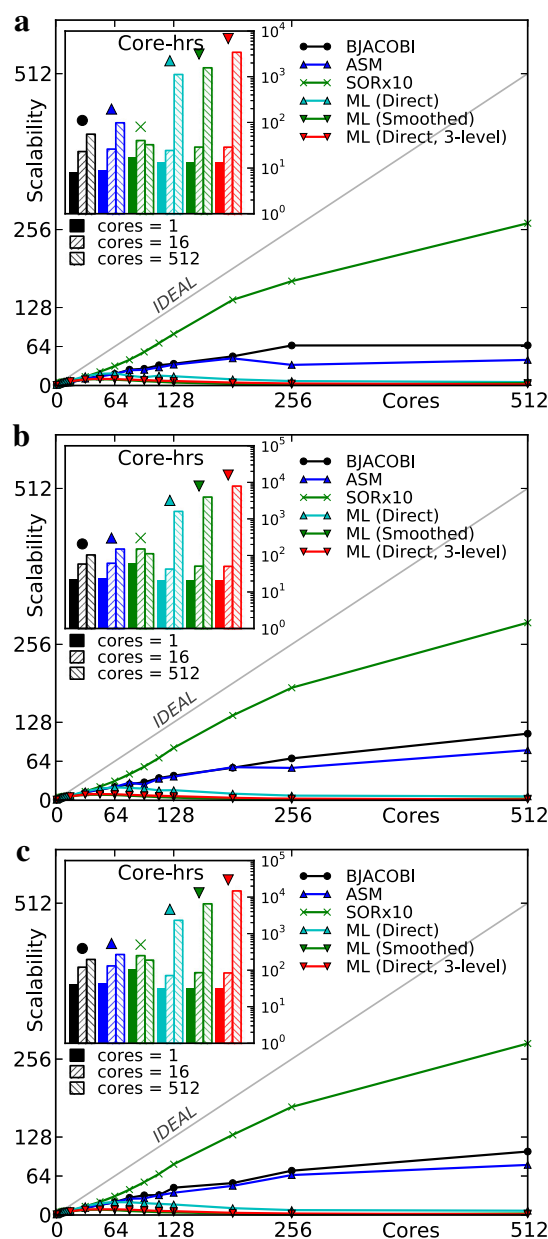 a
Core-hrs
10^4
10^3
10^2
10^1
10^0
BJACOBI
ASM
SORx10
ML (Direct)
ML (Smoothed)
ML (Direct, 3-level)
cores = 1
cores = 16
cores = 512
IDEAL
Scalability
512
256
128
64
0
0 64 128 256 Cores 512
b
Core-hrs
10^5
10^4
10^3
10^2
10^1
10^0
BJACOBI
ASM
SORx10
ML (Direct)
ML (Smoothed)
ML (Direct, 3-level)
cores = 1
cores = 16
cores = 512
IDEAL
Scalability
512
256
128
64
0
0 64 128 256 Cores 512
c
Core-hrs
10^5
10^4
10^3
10^2
10^1
10^0
BJACOBI
ASM
SORx10
ML (Direct)
ML (Smoothed)
ML (Direct, 3-level)
cores = 1
cores = 16
cores = 512
IDEAL
Scalability
512
256
128
64
0
0 64 128 256 Cores 512